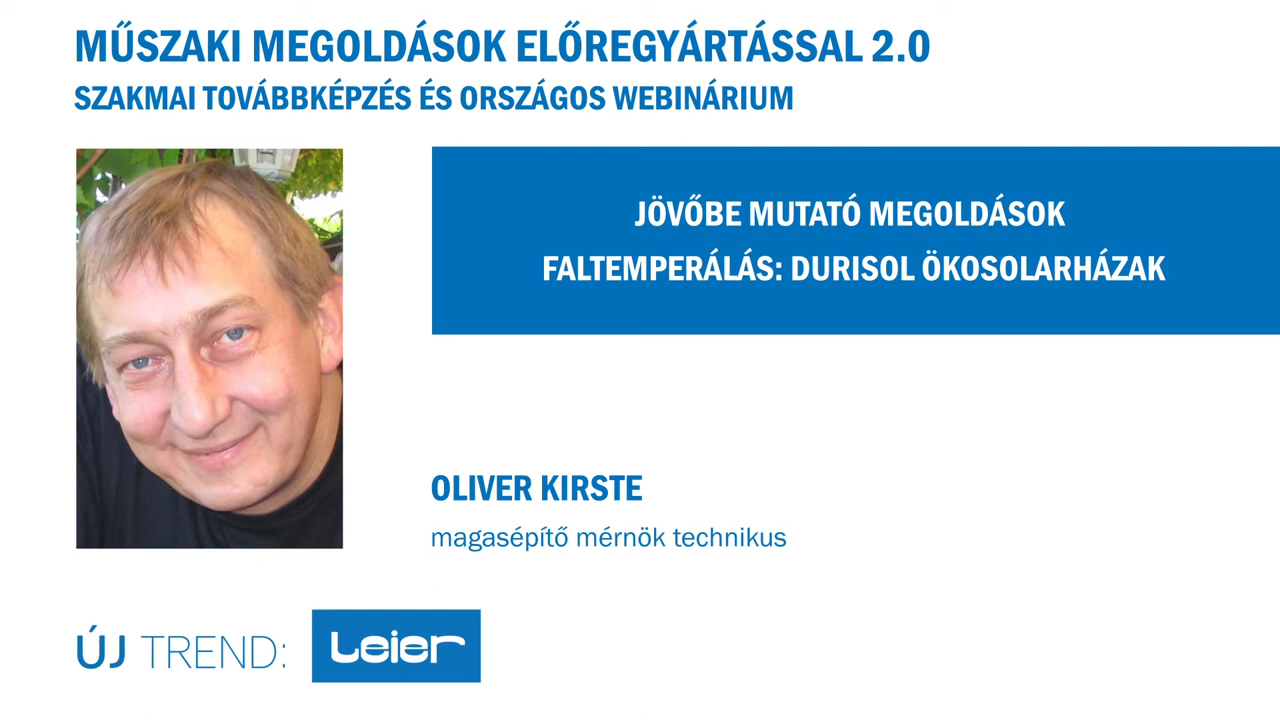 MŰSZAKI MEGOLDÁSOK ELŐREGYÁRTÁSSAL 2.0
SZAKMAI TOVÁBBKÉPZÉS ÉS ORSZÁGOS WEBINÁRIUM
JÖVŐBE MUTATÓ MEGOLDÁSOK
FALTEMPERÁLÁS: DURISOL ÖKOSOLARHÁZAK
OLIVER KIRSTE
magasépítő mérnök technikus
ÚJ TREND: Leier